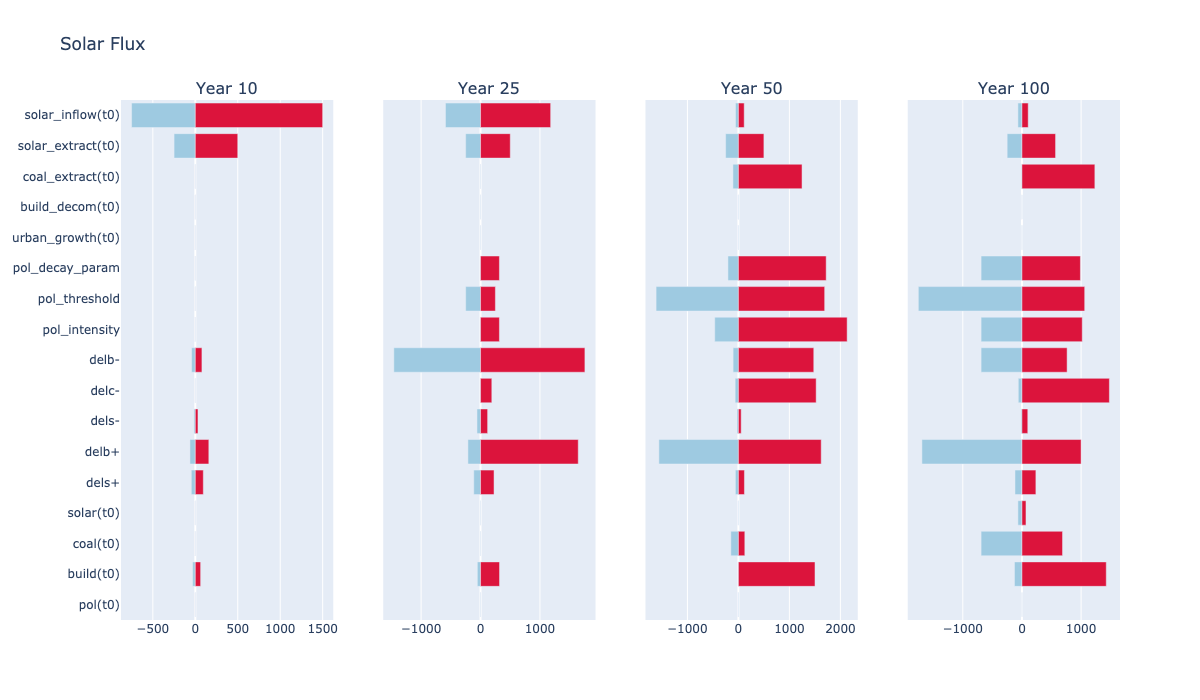 Solar Flux
Year 10 Year 25 Year 50 Year 100
solar_inflow(t0)
solar_extract(t0)
coal_extract(t0)
build_decom(t0)
urban_growth(t0)
pol_decay_param
pol_threshold
pol_intensity
delb-
delc-
dels-
delb+
dels+
solar(t0)
coal(t0)
build(t0)
pol(t0)
−500 0 500 1000 1500 −1000 0 1000 −1000 0 1000 2000 −1000 0 1000